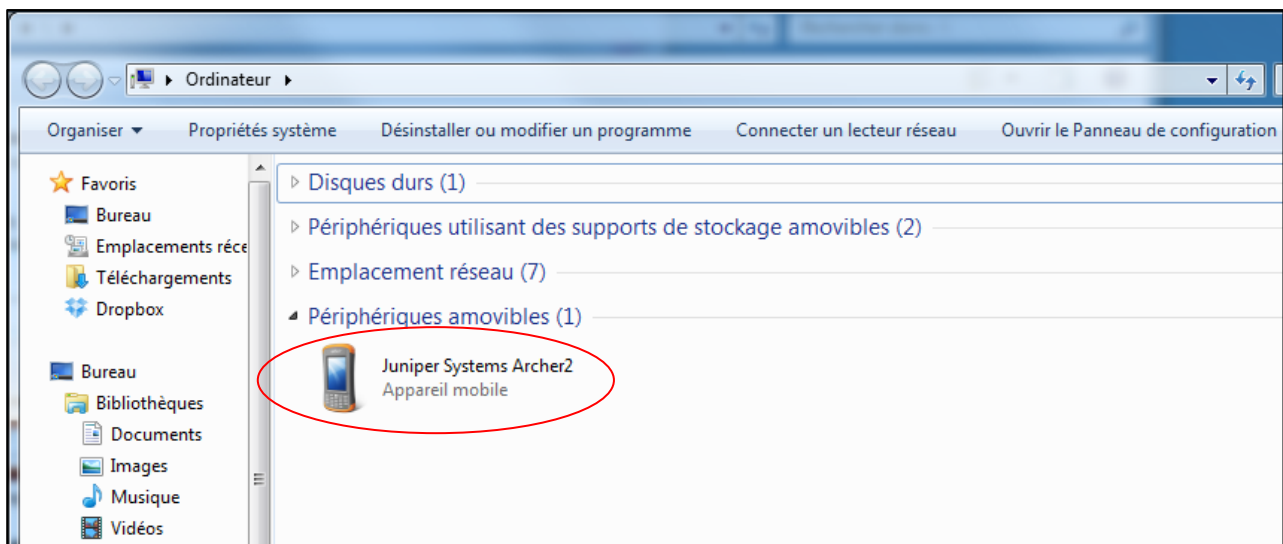 Ordinateur
Organiser Propriétés système Désinstaller ou modifier un programme Connecter un lecteur réseau Ouvrir le Panneau de configuration
Favoris
Bureau
Emplacements réce
Téléchargements
Dropbox
Bureau
Bibliothèques
Documents
Images
Musique
Vidéos
Disques durs (1)
Périphériques utilisant des supports de stockage amovibles (2)
Emplacement réseau (7)
Périphériques amovibles (1)
Juniper Systems Archer2
Appareil mobile